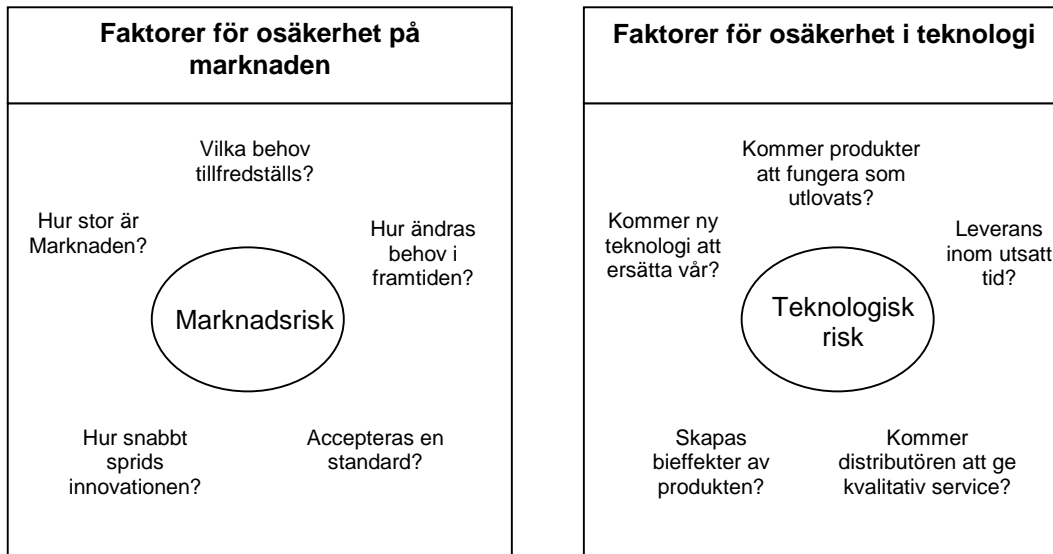 Faktorer för osäkerhet på
marknaden
Vilka behov
tillfredställs?
Hur stor är
Marknaden?
Hur ändras
behov i
framtiden?
Marknadsrisk
Hur snabbt
sprids
innovationen?
Accepteras en
standard?
Faktorer för osäkerhet i teknologi
Kommer produkter
att fungera som
utlovats?
Kommer ny
teknologi att
ersätta vår?
Leverans
inom utsatt
tid?
Teknologisk
risk
Skapas
bieffekter av
produkten?
Kommer
distributören att ge
kvalitativ service?